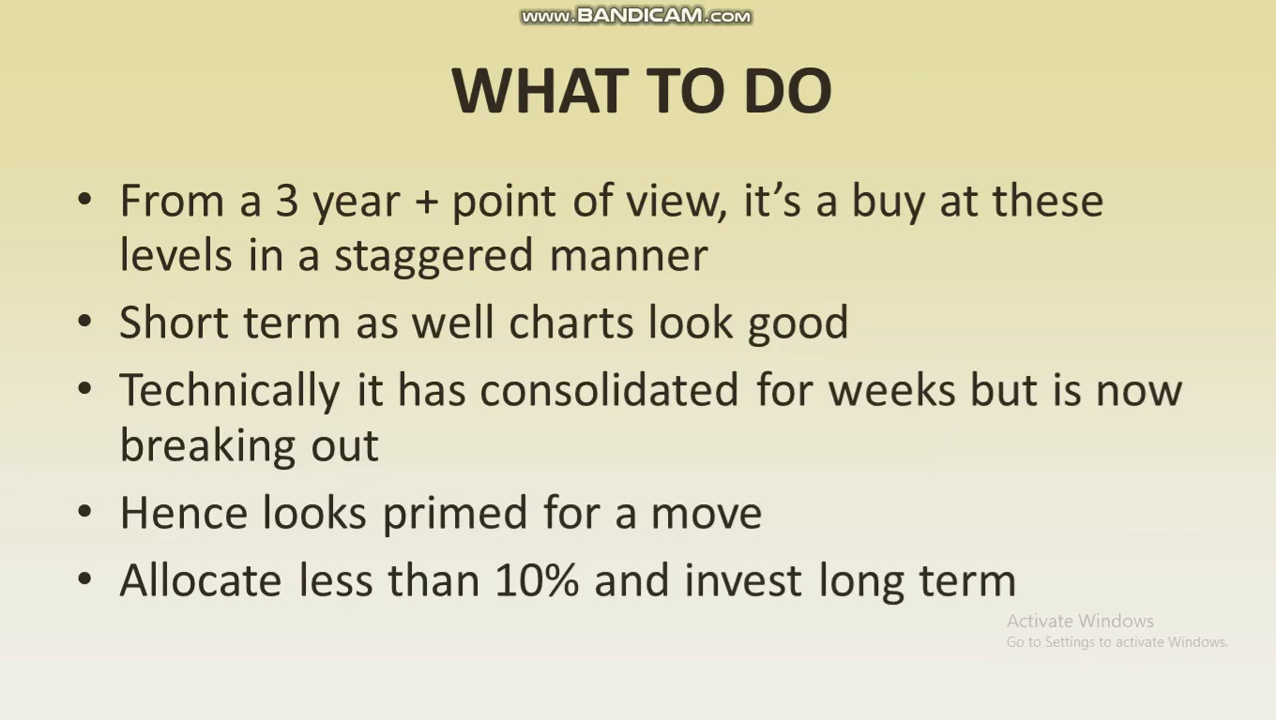 www.BANDICAM.com
WHAT TO DO
• From a 3 year + point of view, it's a buy at these
levels in a staggered manner
• Short term as well charts look good
• Technically it has consolidated for weeks but is now
breaking out
• Hence looks primed for a move
• Allocate less than 10% and invest long term
Activate Windows
Go to Settings to activate Windows.